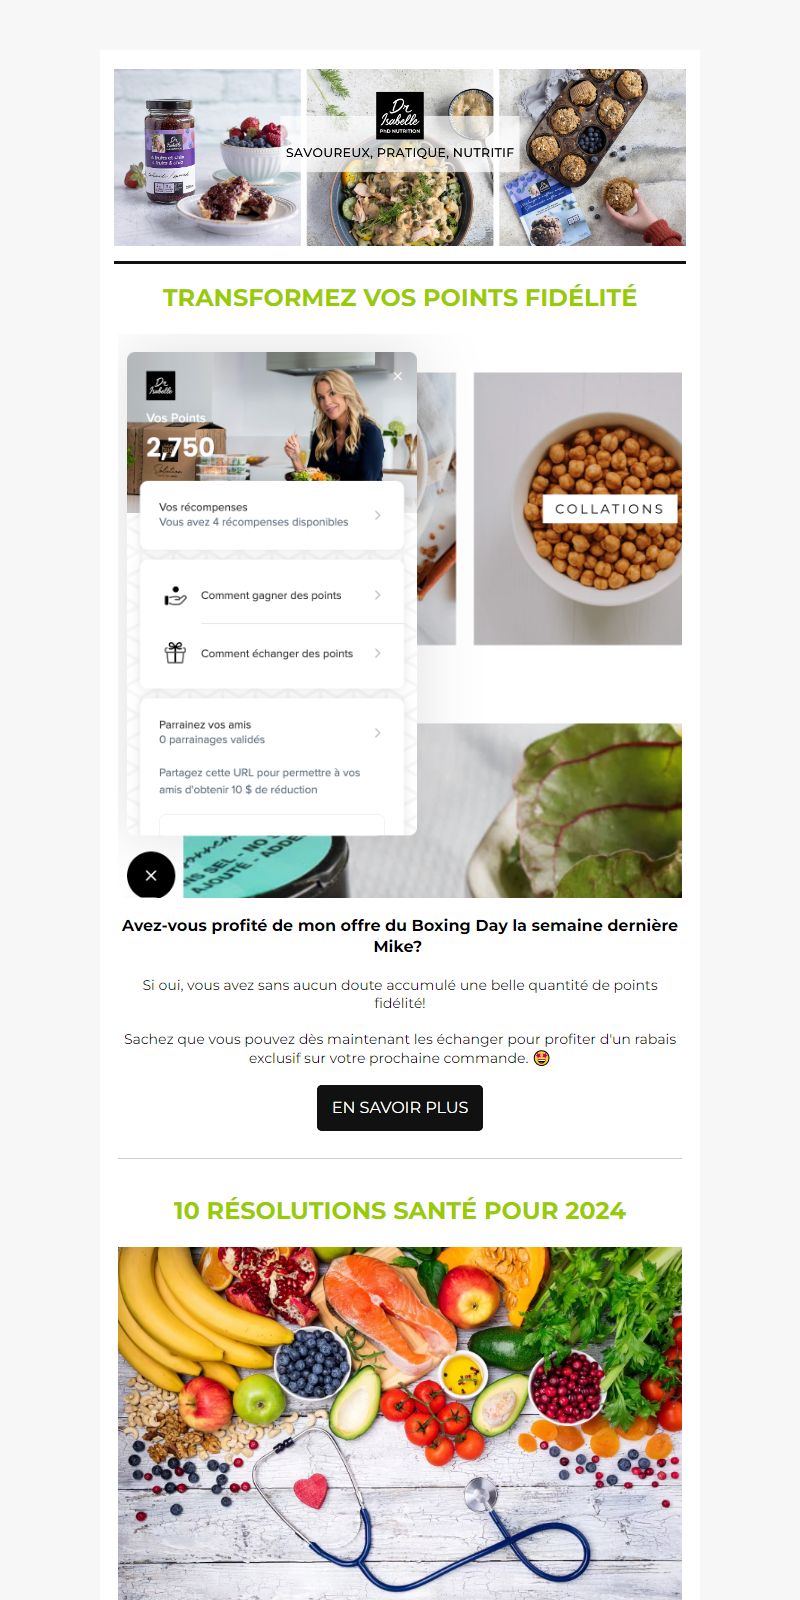 Dr
Isabelle
PhD NUTRITION
SAVOUREUX, PRATIQUE, NUTRITIF
Dr
Isabelle
TRANSFORMEZ VOS POINTS FIDÉLITÉ
Dr
Isabelle
Vos Points
2,750
Vos récompenses
Vous avez 4 récompenses disponibles
COLLATIONS
Comment gagner des points
Comment échanger des points
Parrainez vos amis
0 parrainages validés
Partagez cette URL pour permettre à vos
amis d'obtenir 10 $ de réduction
Avez-vous profité de mon offre du Boxing Day la semaine dernière
Mike?
Si oui, vous avez sans aucun doute accumulé une belle quantité de points
fidélité!
Sachez que vous pouvez dès maintenant les échanger pour profiter d'un rabais
exclusif sur votre prochaine commande. 🤩
EN SAVOIR PLUS
10 RÉSOLUTIONS SANTÉ POUR 2024